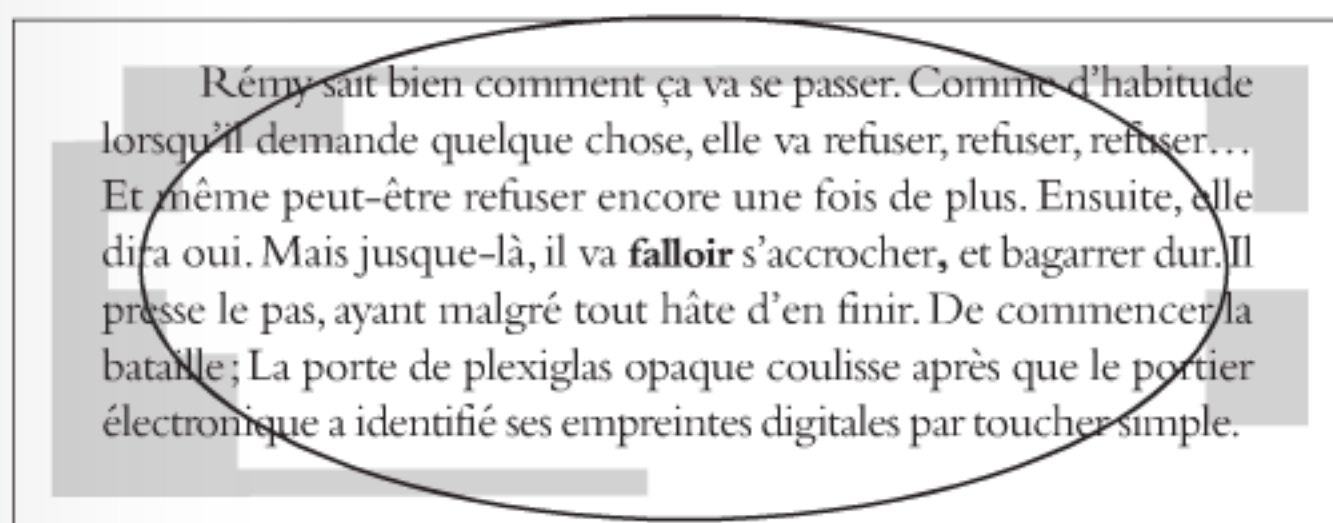 Rémy sait bien comment ça va se passer. Comme d’habitude
lorsqu’il demande quelque chose, elle va refuser, refuser, refuser…
Et même peut-être refuser encore une fois de plus. Ensuite, elle
dira oui. Mais jusque-là, il va falloir s’accrocher, et bagarrer dur. Il
presse le pas, ayant malgré tout hâte d’en finir. De commencer la
bataille ; La porte de plexiglas opaque coulisse après que le portier
électronique a identifié ses empreintes digitales par toucher simple.